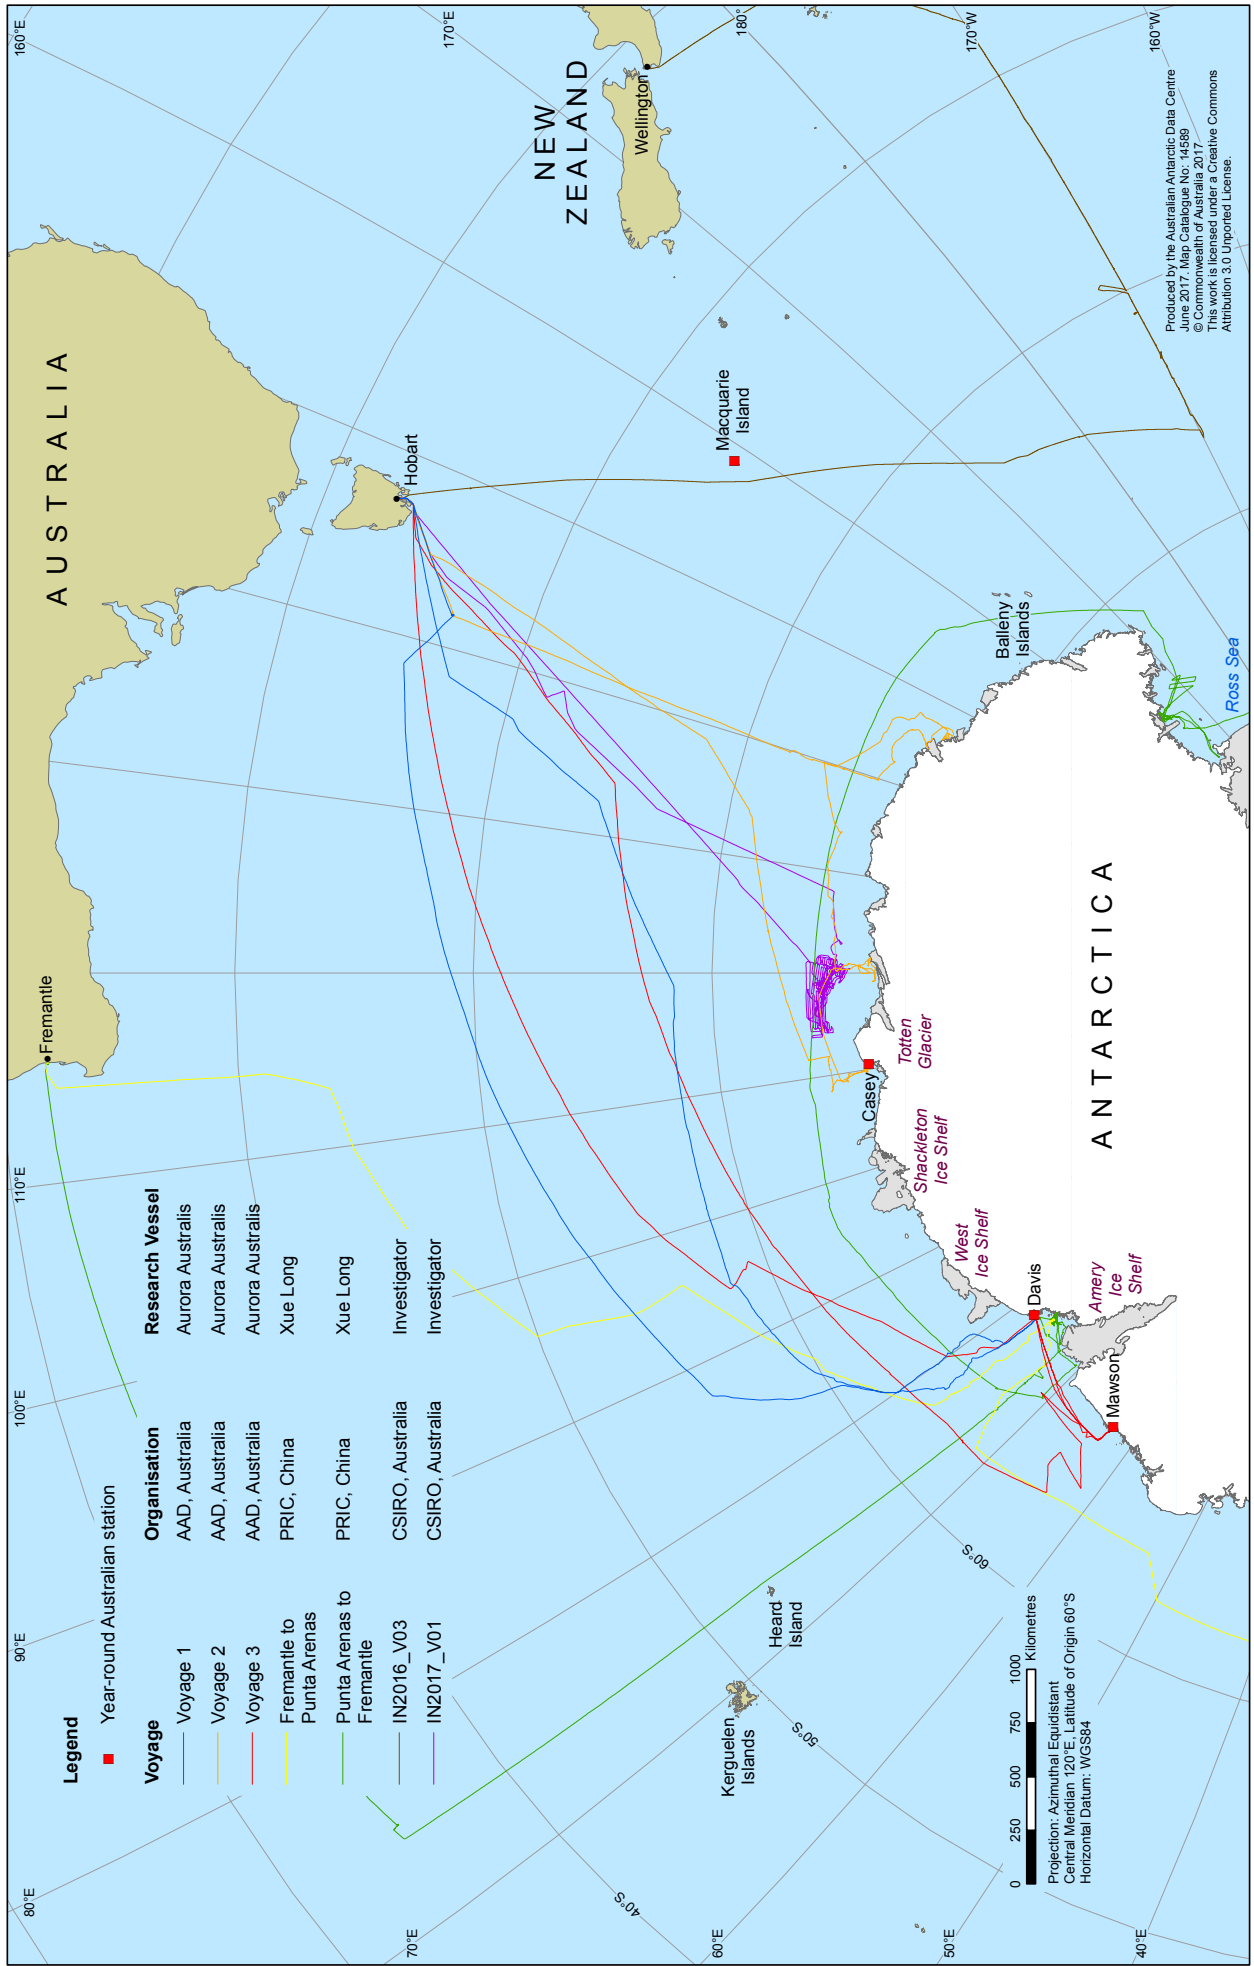 Legend
Year-round Australian station
Voyage
Organisation
Research Vessel
Voyage 1
AAD, Australia
Aurora Australis
Voyage 2
AAD, Australia
Aurora Australis
Voyage 3
AAD, Australia
Aurora Australis
Fremantle to
Punta Arenas
PRIC, China
Xue Long
Punta Arenas to
Fremantle
PRIC, China
Xue Long
IN2016_V03
CSIRO, Australia
Investigator
IN2017_V01
CSIRO, Australia
Investigator
80°E
90°E
100°E
110°E
160°E
170°E
180°
170°W
160°W
70°E
60°E
50°E
40°E
40°S
50°S
60°S
AUSTRALIA
Fremantle
Hobart
NEW
ZEALAND
Wellington
Macquarie
Island
Balleny
Islands
Ross Sea
Kerguelen
Islands
Heard
Island
Casey
Totten
Glacier
Shackleton
Ice Shelf
West
Ice Shelf
Davis
Amery
Ice
Shelf
Mawson
ANTARCTICA
0 250 500 750 1000
Kilometres
Projection: Azimuthal Equidistant
Central Meridian 120°E, Latitude of Origin 60°S
Horizontal Datum: WGS84
Produced by the Australian Antarctic Data Centre
June 2017. Map Catalogue No: 14589
© Commonwealth of Australia 2017
This work is licensed under a Creative Commons
Attribution 3.0 Unported License.